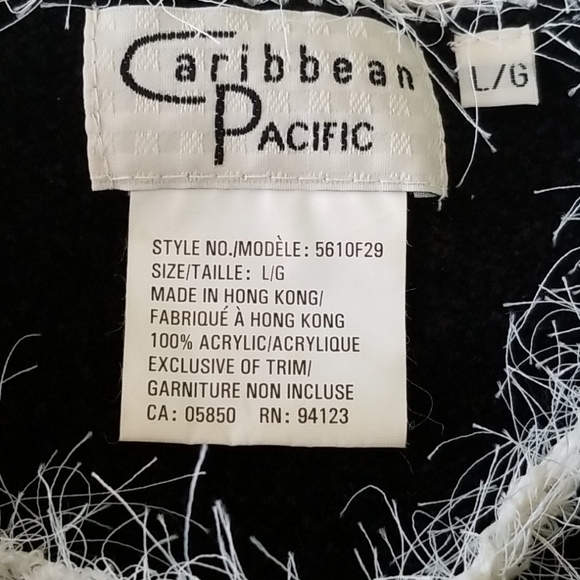 Caribbean
PACIFIC
L/G
STYLE NO./MODÈLE: 5610F29
SIZE/TAILLE: L/G
MADE IN HONG KONG/
FABRIQUÉ À HONG KONG
100% ACRYLIC/ACRYLIQUE
EXCLUSIVE OF TRIM/
GARNITURE NON INCLUSE
CA: 05850 RN: 94123